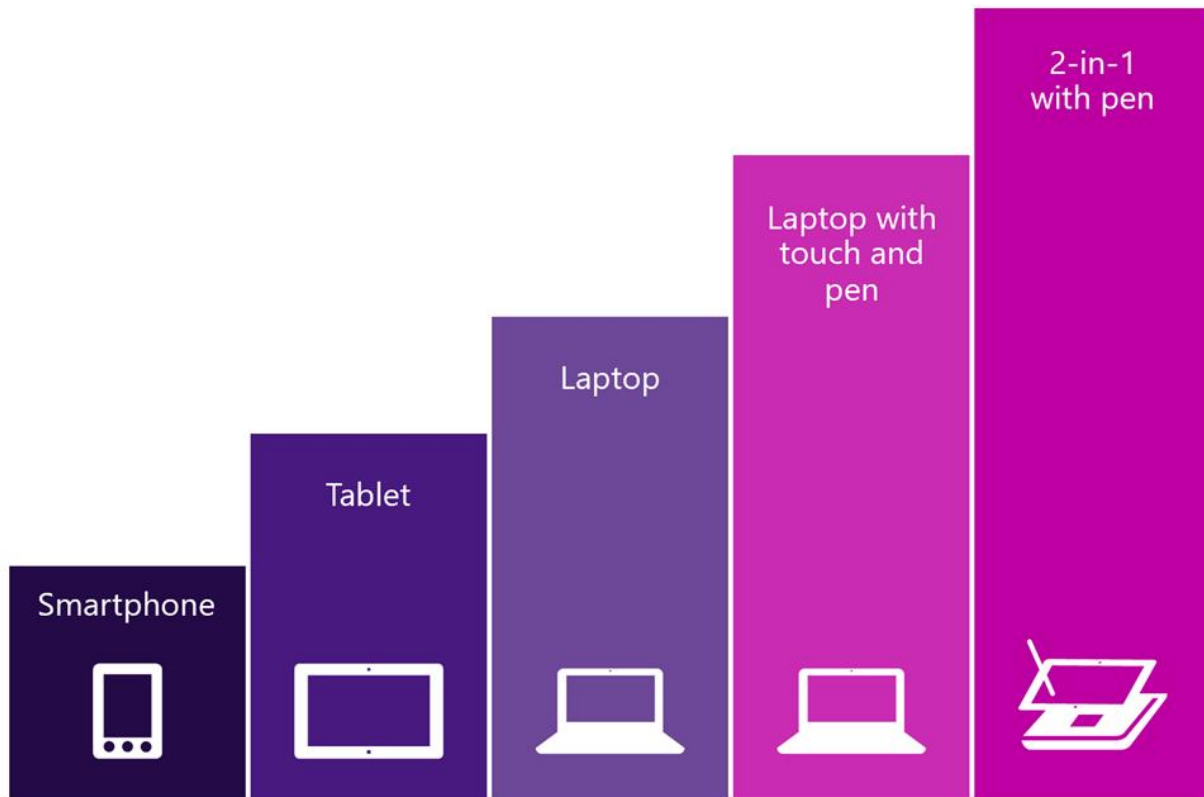 Smartphone
Tablet
Laptop
Laptop with
touch and
pen
2-in-1
with pen